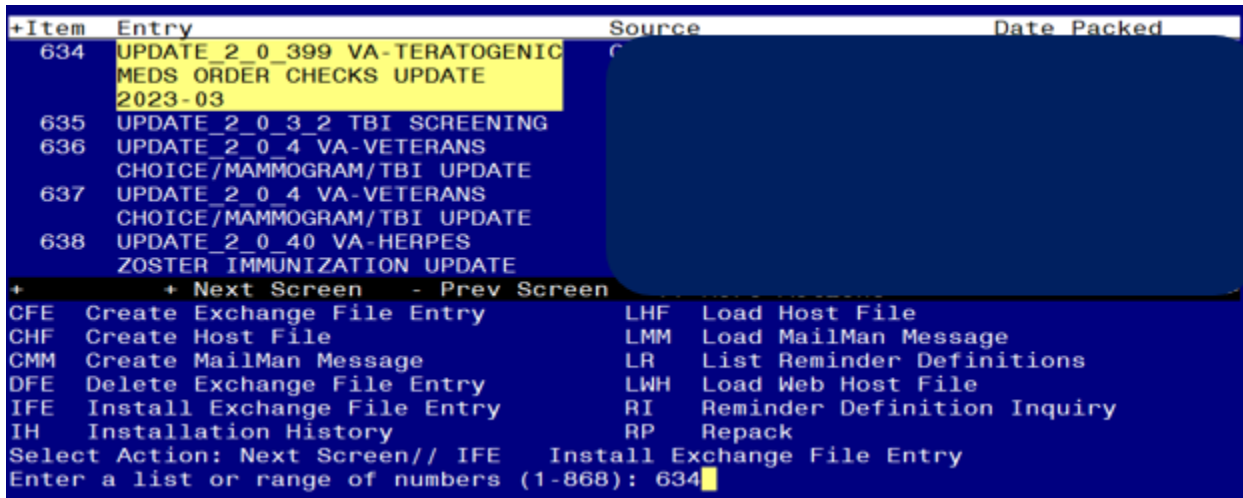 +Item Entry Source Date Packed
634 UPDATE_2_0_399 VA-TERATOGENIC
MEDS ORDER CHECKS UPDATE
2023-03
635 UPDATE_2_0_3_2 TBI SCREENING
636 UPDATE_2_0_4 VA-VETERANS
CHOICE/MAMMOGRAM/TBI UPDATE
637 UPDATE_2_0_4 VA-VETERANS
CHOICE/MAMMOGRAM/TBI UPDATE
638 UPDATE_2_0_40 VA-HERPES
ZOSTER IMMUNIZATION UPDATE
+ + Next Screen - Prev Screen
CFE Create Exchange File Entry LHF Load Host File
CHF Create Host File LMM Load MailMan Message
CMM Create MailMan Message LR List Reminder Definitions
DFE Delete Exchange File Entry LWH Load Web Host File
IFE Install Exchange File Entry RI Reminder Definition Inquiry
IH Installation History RP Repack
Select Action: Next Screen// IFE Install Exchange File Entry
Enter a list or range of numbers (1-868): 634